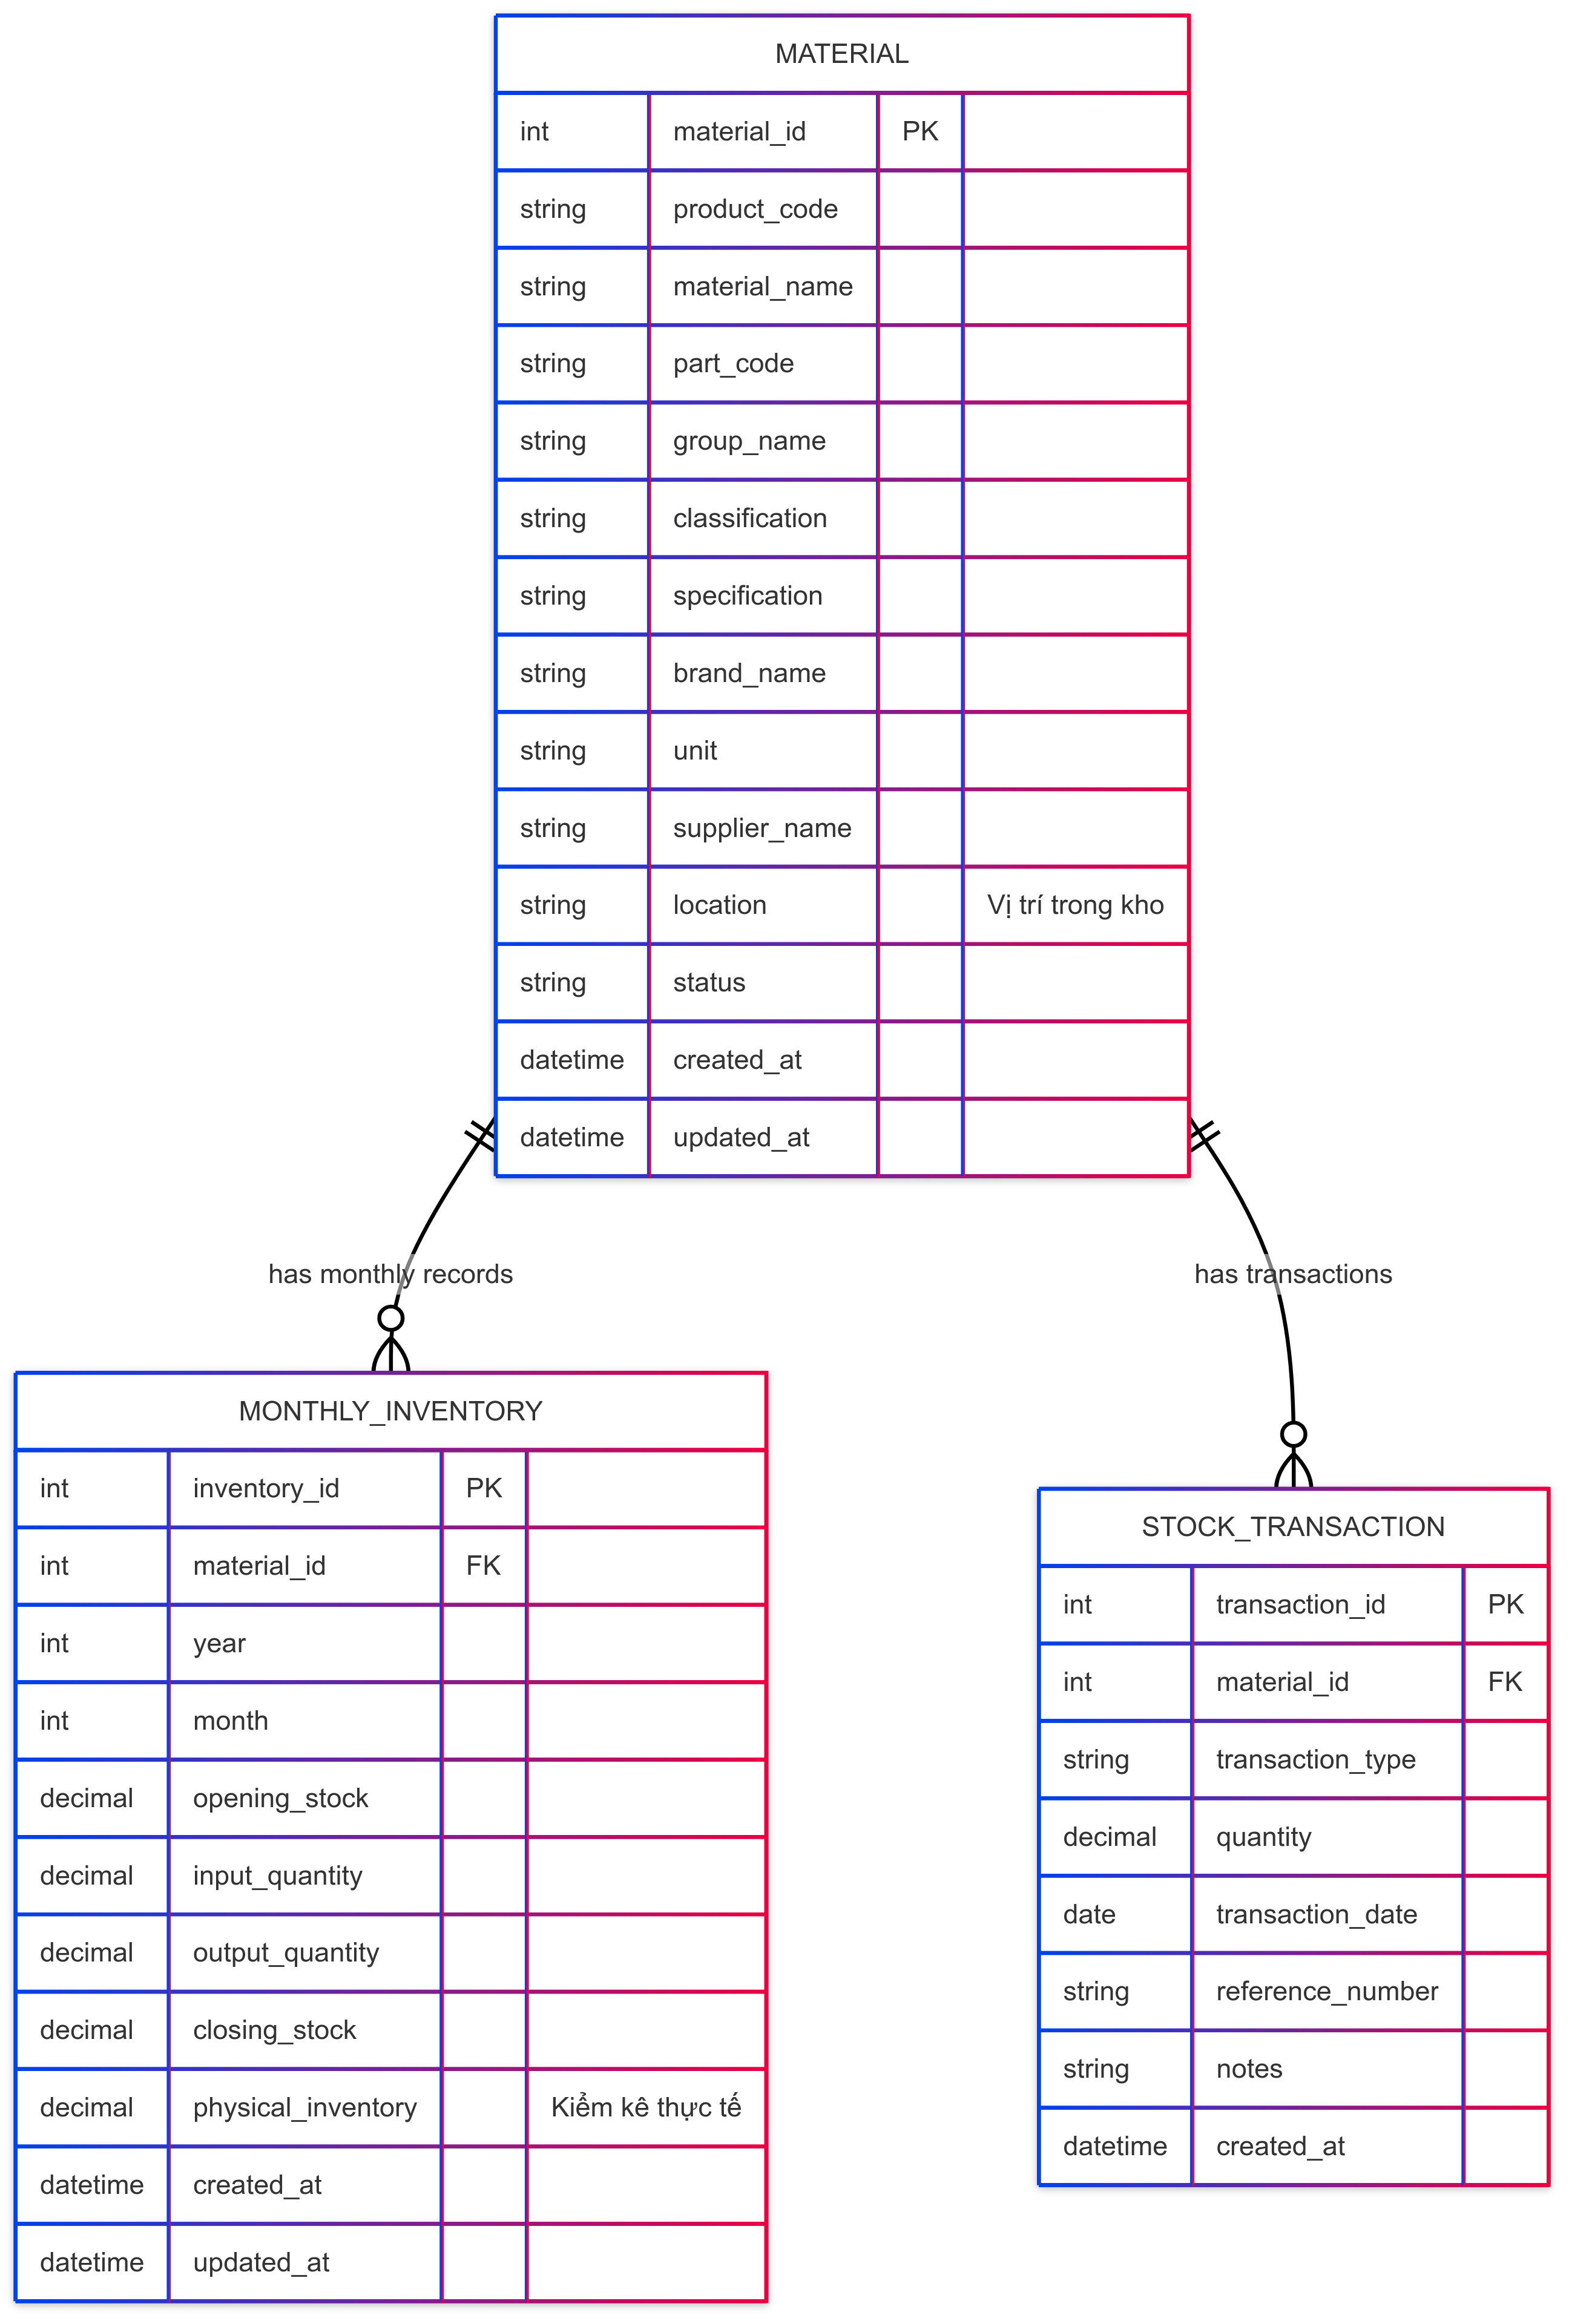 MATERIAL
int material_id PK
string product_code
string material_name
string part_code
string group_name
string classification
string specification
string brand_name
string unit
string supplier_name
string location Vị trí trong kho
string status
datetime created_at
datetime updated_at
has monthly records
has transactions
MONTHLY_INVENTORY
int inventory_id PK
int material_id FK
int year
int month
decimal opening_stock
decimal input_quantity
decimal output_quantity
decimal closing_stock
decimal physical_inventory Kiểm kê thực tế
datetime created_at
datetime updated_at
STOCK_TRANSACTION
int transaction_id PK
int material_id FK
string transaction_type
decimal quantity
date transaction_date
string reference_number
string notes
datetime created_at